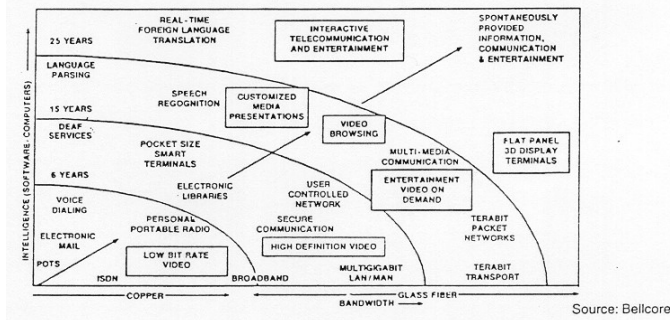 REAL-TIME
FOREIGN LANGUAGE
TRANSLATION
INTERACTIVE
TELECOMMUNICATION
AND ENTERTAINMENT
SPONTANEOUSLY
PROVIDED
INFORMATION,
COMMUNICATION
& ENTERTAINMENT
25 YEARS
LANGUAGE
PARSING
SPEECH
REGOGNITION
CUSTOMIZED
MEDIA
PRESENTATIONS
VIDEO
BROWSING
15 YEARS
DEAF
SERVICES
POCKET SIZE
SMART
TERMINALS
MULTI-MEDIA
COMMUNICATION
FLAT PANEL
3D DISPLAY
TERMINALS
6 YEARS
ELECTRONIC
LIBRARIES
USER
CONTROLLED
NETWORK
ENTERTAINMENT
VIDEO ON
DEMAND
VOICE
DIALING
PERSONAL
PORTABLE RADIO
SECURE
COMMUNICATION
TERABIT
PACKET
NETWORKS
ELECTRONIC
MAIL
LOW BIT RATE
VIDEO
HIGH DEFINITION VIDEO
POTS
ISDN
BROADBAND
MULTIGIGABIT
LAN/MAN
TERABIT
TRANSPORT
INTELLIGENCE (SOFTWARE: COMPUTERS)
COPPER
GLASS FIBER
BANDWIDTH
Source: Bellcore